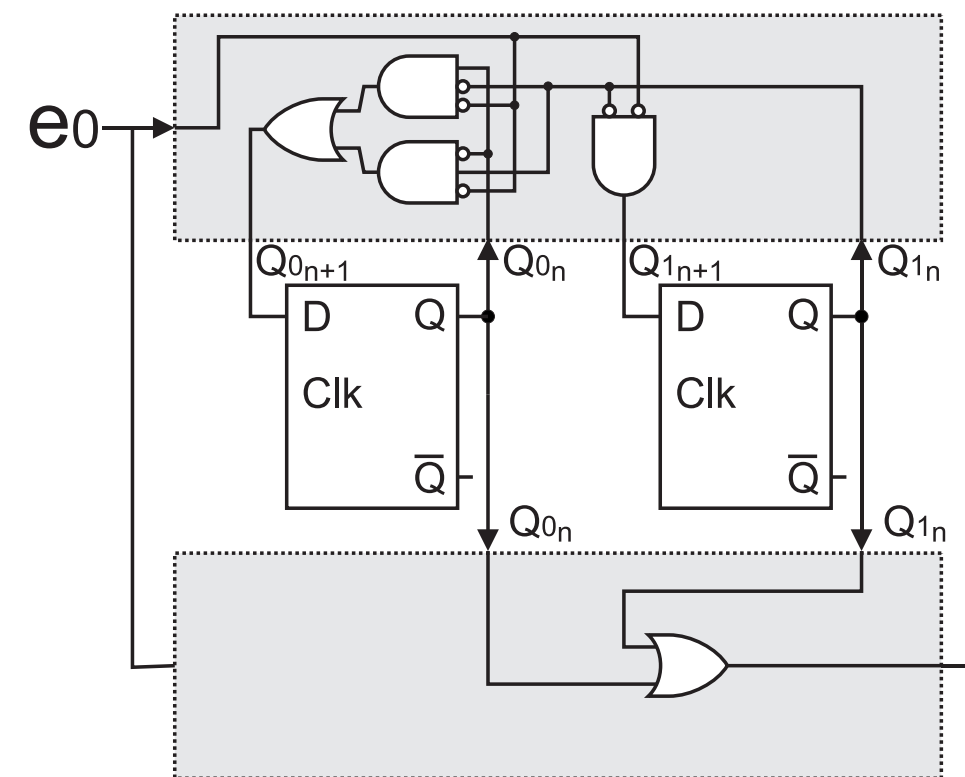 e0
Q0n+1 Q0n Q1n+1 Q1n
D Q D Q
Clk Clk
Q̅ Q̅
Q0n Q1n